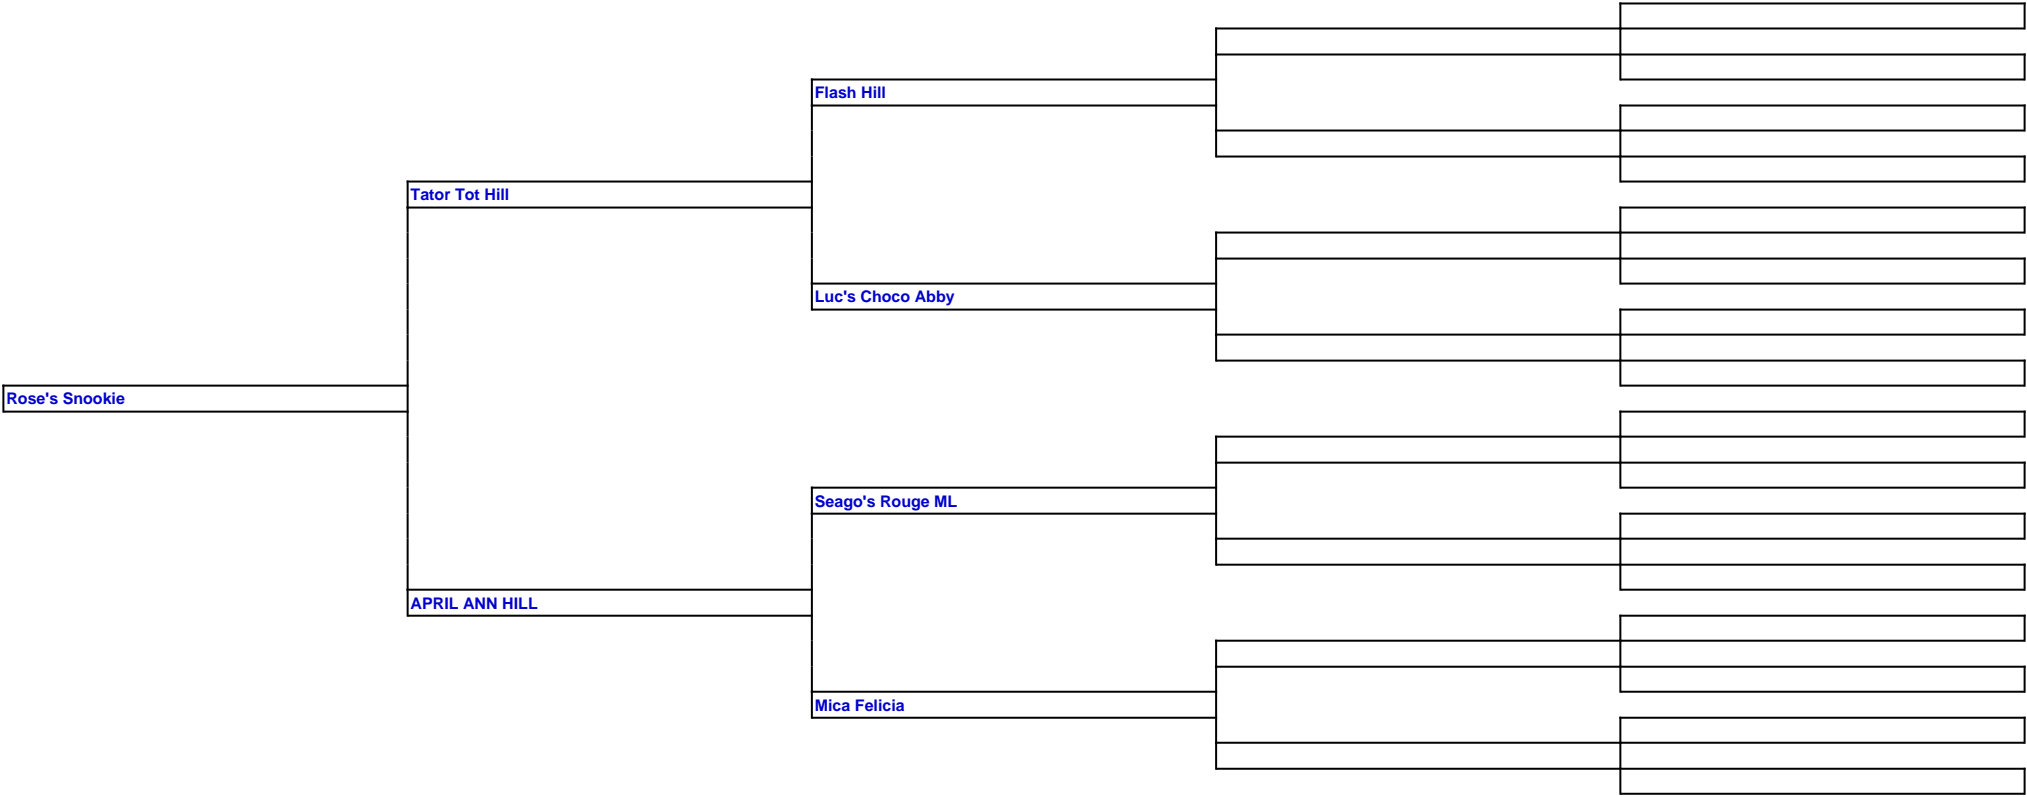 Flash Hill
Tator Tot Hill
Luc's Choco Abby
Rose's Snookie
Seago's Rouge ML
APRIL ANN HILL
Mica Felicia